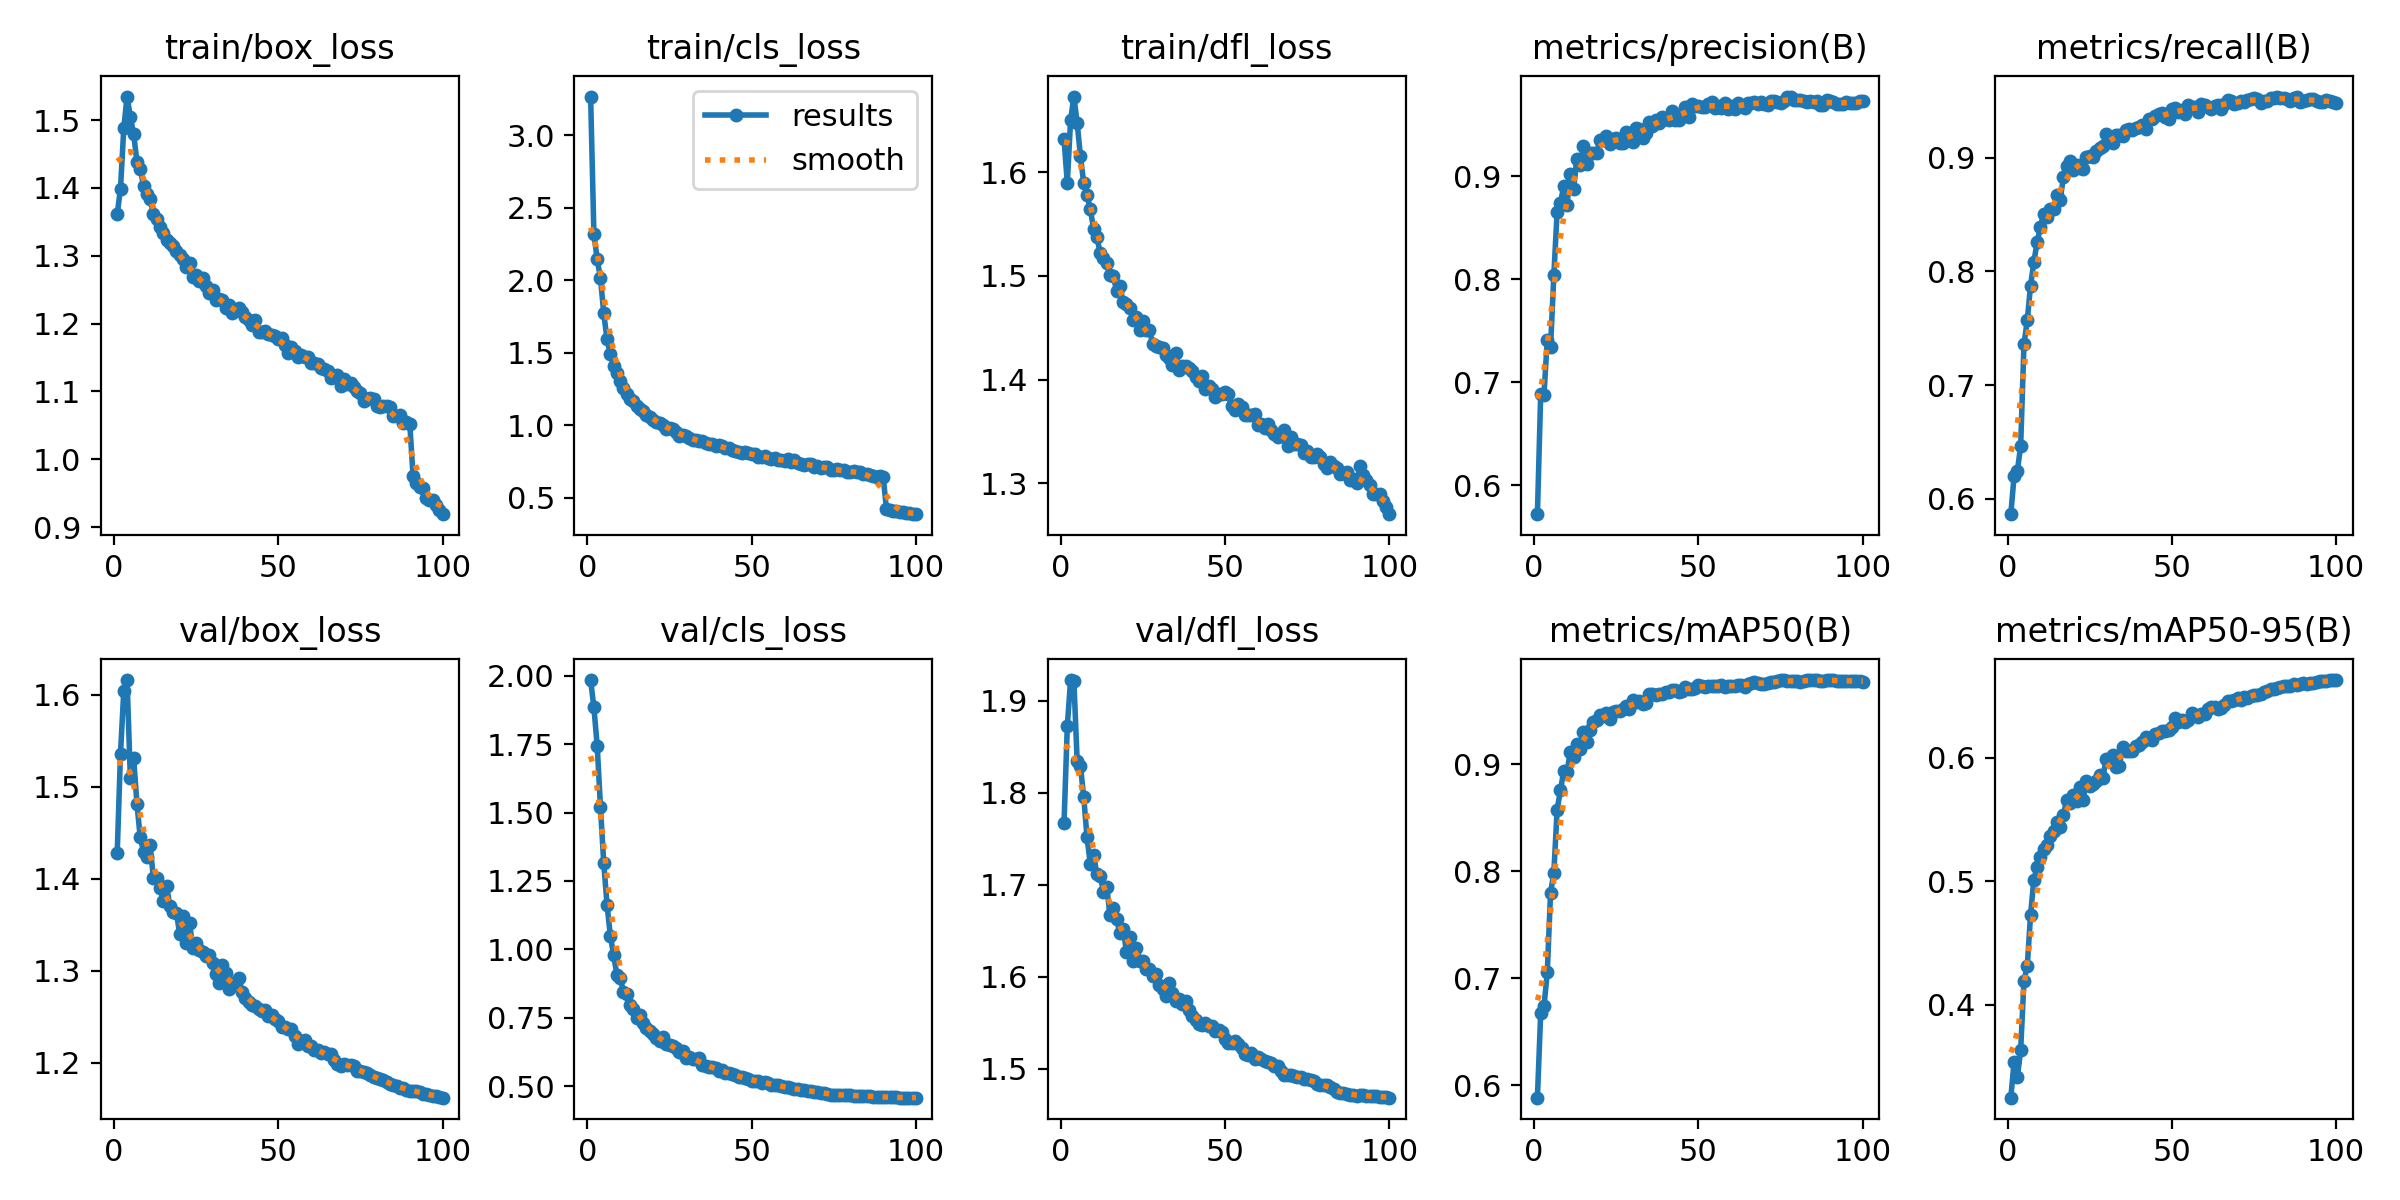 train/box_loss
1.5
1.4
1.3
1.2
1.1
1.0
0.9
0 50 100
train/cls_loss
results
smooth
3.0
2.5
2.0
1.5
1.0
0.5
0 50 100
train/dfl_loss
1.6
1.5
1.4
1.3
0 50 100
metrics/precision(B)
0.9
0.8
0.7
0.6
0 50 100
metrics/recall(B)
0.9
0.8
0.7
0.6
0 50 100
val/box_loss
1.6
1.5
1.4
1.3
1.2
0 50 100
val/cls_loss
2.00
1.75
1.50
1.25
1.00
0.75
0.50
0 50 100
val/dfl_loss
1.9
1.8
1.7
1.6
1.5
0 50 100
metrics/mAP50(B)
0.9
0.8
0.7
0.6
0 50 100
metrics/mAP50-95(B)
0.6
0.5
0.4
0 50 100